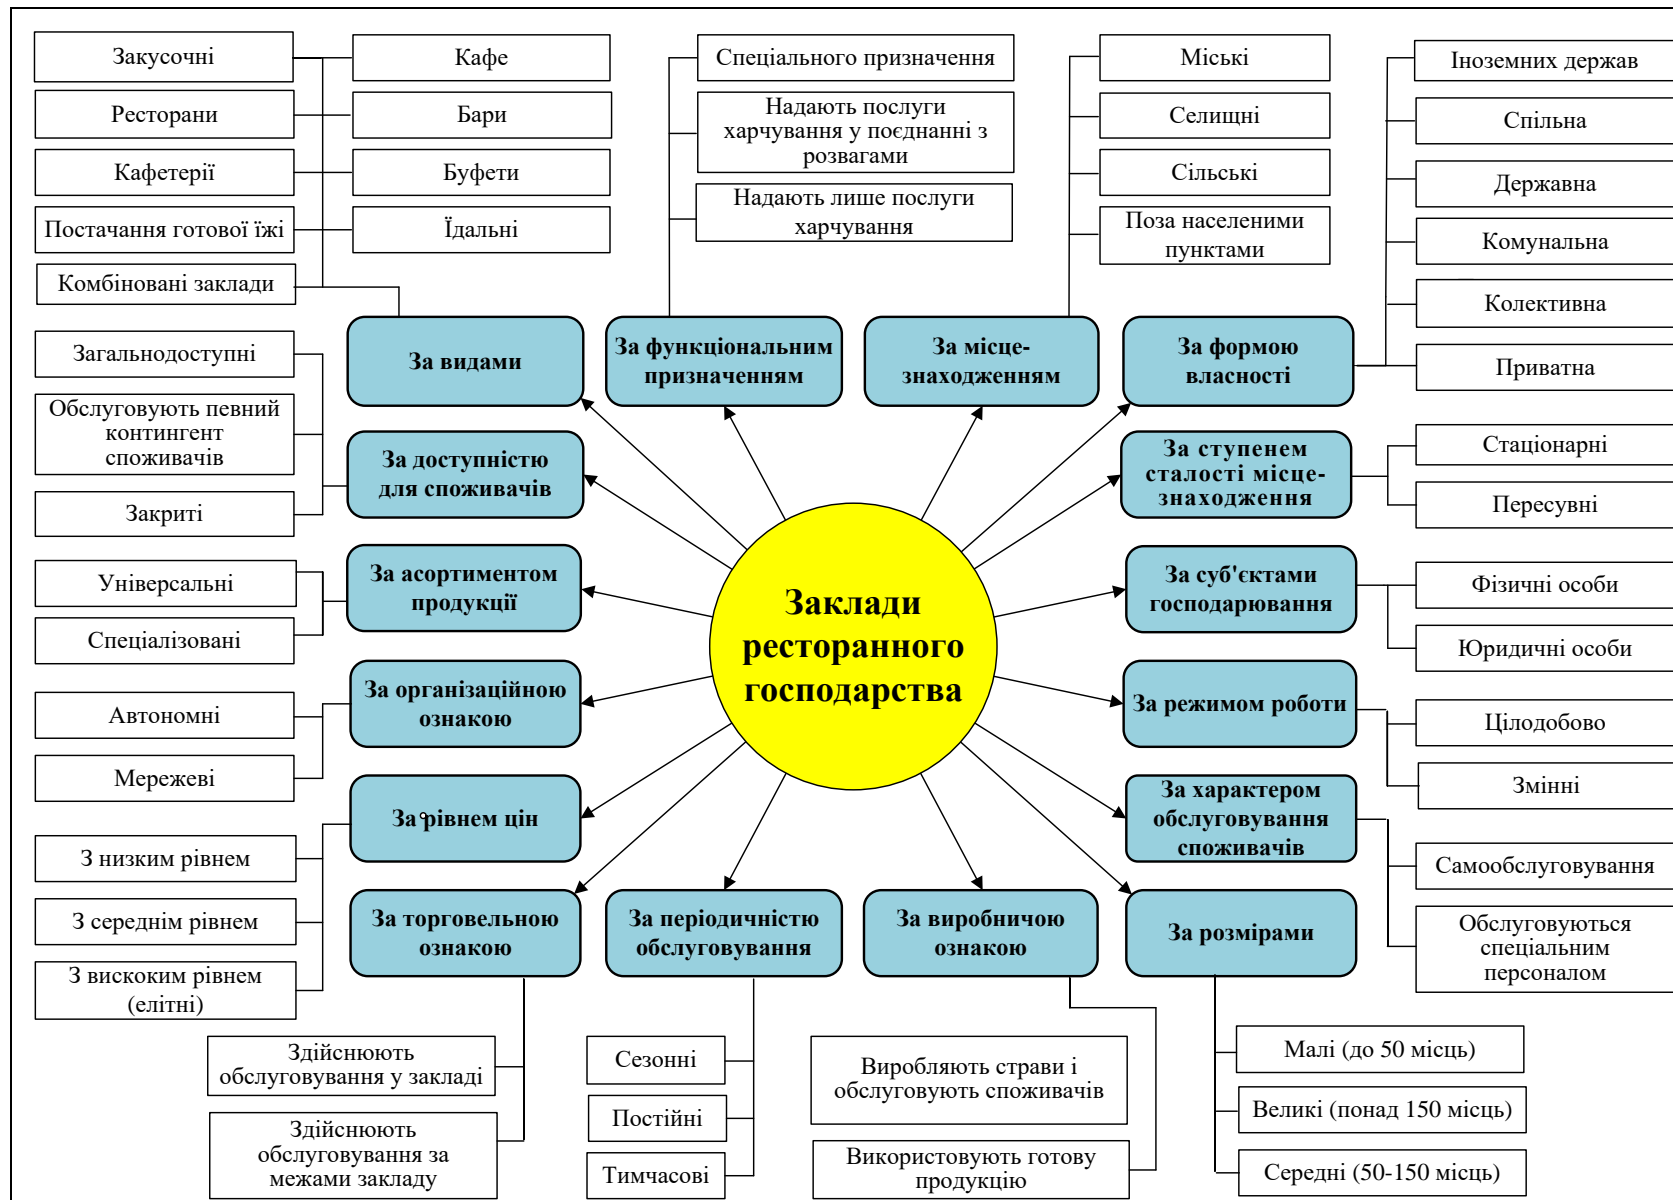 Закусочні
Кафе
Ресторани
Бари
Кафетерії
Буфети
Постачання готової їжі
Їдальні
Комбіновані заклади
Спеціального призначення
Надають послуги
харчування у поєднанні з
розвагами
Надають лише послуги
харчування
Міські
Селищні
Сільські
Поза населеними
пунктами
Іноземних держав
Спільна
Державна
Комунальна
Колективна
Приватна
За видами
За функціональним
призначенням
За місце-
знаходженням
За формою
власності
Загальнодоступні
Обслуговують певний
контингент
споживачів
Закриті
За доступністю
для споживачів
За ступенем
сталості місце-
знаходження
Стаціонарні
Пересувні
Універсальні
Спеціалізовані
За асортиментом
продукції
Заклади
ресторанного
господарства
За суб'єктами
господарювання
Фізичні особи
Юридичні особи
Автономні
Мережеві
За організаційною
ознакою
За режимом роботи
Цілодобово
Змінні
За рівнем цін
З низким рівнем
З середнім рівнем
З вискоким рівнем
(елітні)
За характером
обслуговування
споживачів
Самообслуговування
Обслуговуються
спеціальним
персоналом
За торговельною
ознакою
За періодичністю
обслуговування
За виробничою
ознакою
За розмірами
Здійснюють
обслуговування у закладі
Здійснюють
обслуговування за
межами закладу
Сезонні
Постійні
Тимчасові
Виробляють страви і
обслуговують споживачів
Використовують готову
продукцію
Малі (до 50 місць)
Великі (понад 150 місць)
Середні (50-150 місць)